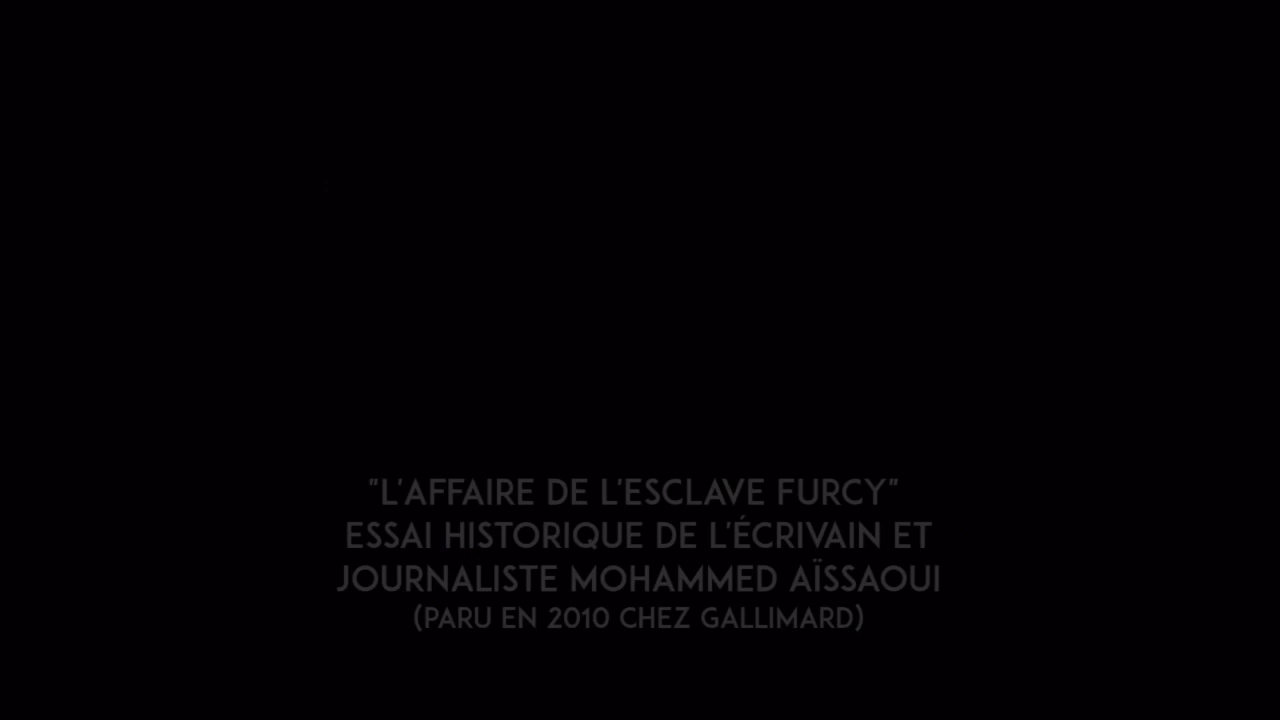 "L'AFFAIRE DE L'ESCLAVE FURCY"
ESSAI HISTORIQUE DE L'ÉCRIVAIN ET
JOURNALISTE MOHAMMED AÏSSAOUI
(PARU EN 2010 CHEZ GALLIMARD)